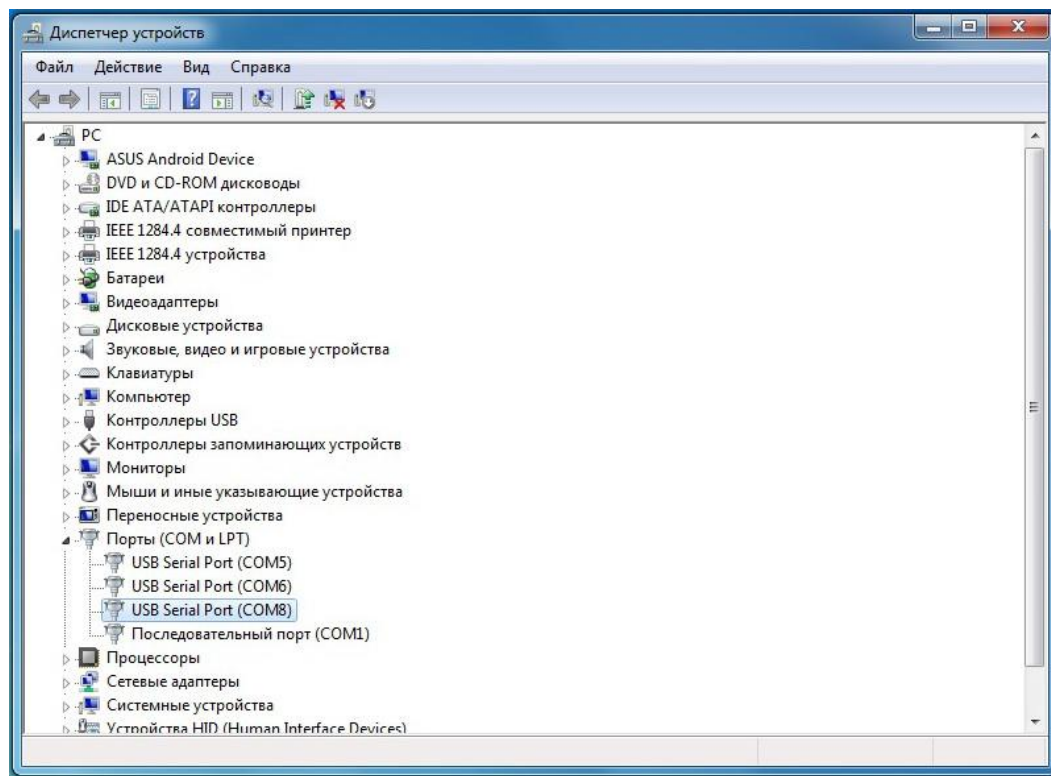 Диспетчер устройств
Файл Действие Вид Справка
PC
ASUS Android Device
DVD и CD-ROM дисководы
IDE ATA/ATAPI контроллеры
IEEE 1284.4 совместимый принтер
IEEE 1284.4 устройства
Батареи
Видеоадаптеры
Дисковые устройства
Звуковые, видео и игровые устройства
Клавиатуры
Компьютер
Контроллеры USB
Контроллеры запоминающих устройств
Мониторы
Мыши и иные указывающие устройства
Переносные устройства
Порты (COM и LPT)
USB Serial Port (COM5)
USB Serial Port (COM6)
USB Serial Port (COM8)
Последовательный порт (COM1)
Процессоры
Сетевые адаптеры
Системные устройства
Устройства HID (Human Interface Devices)